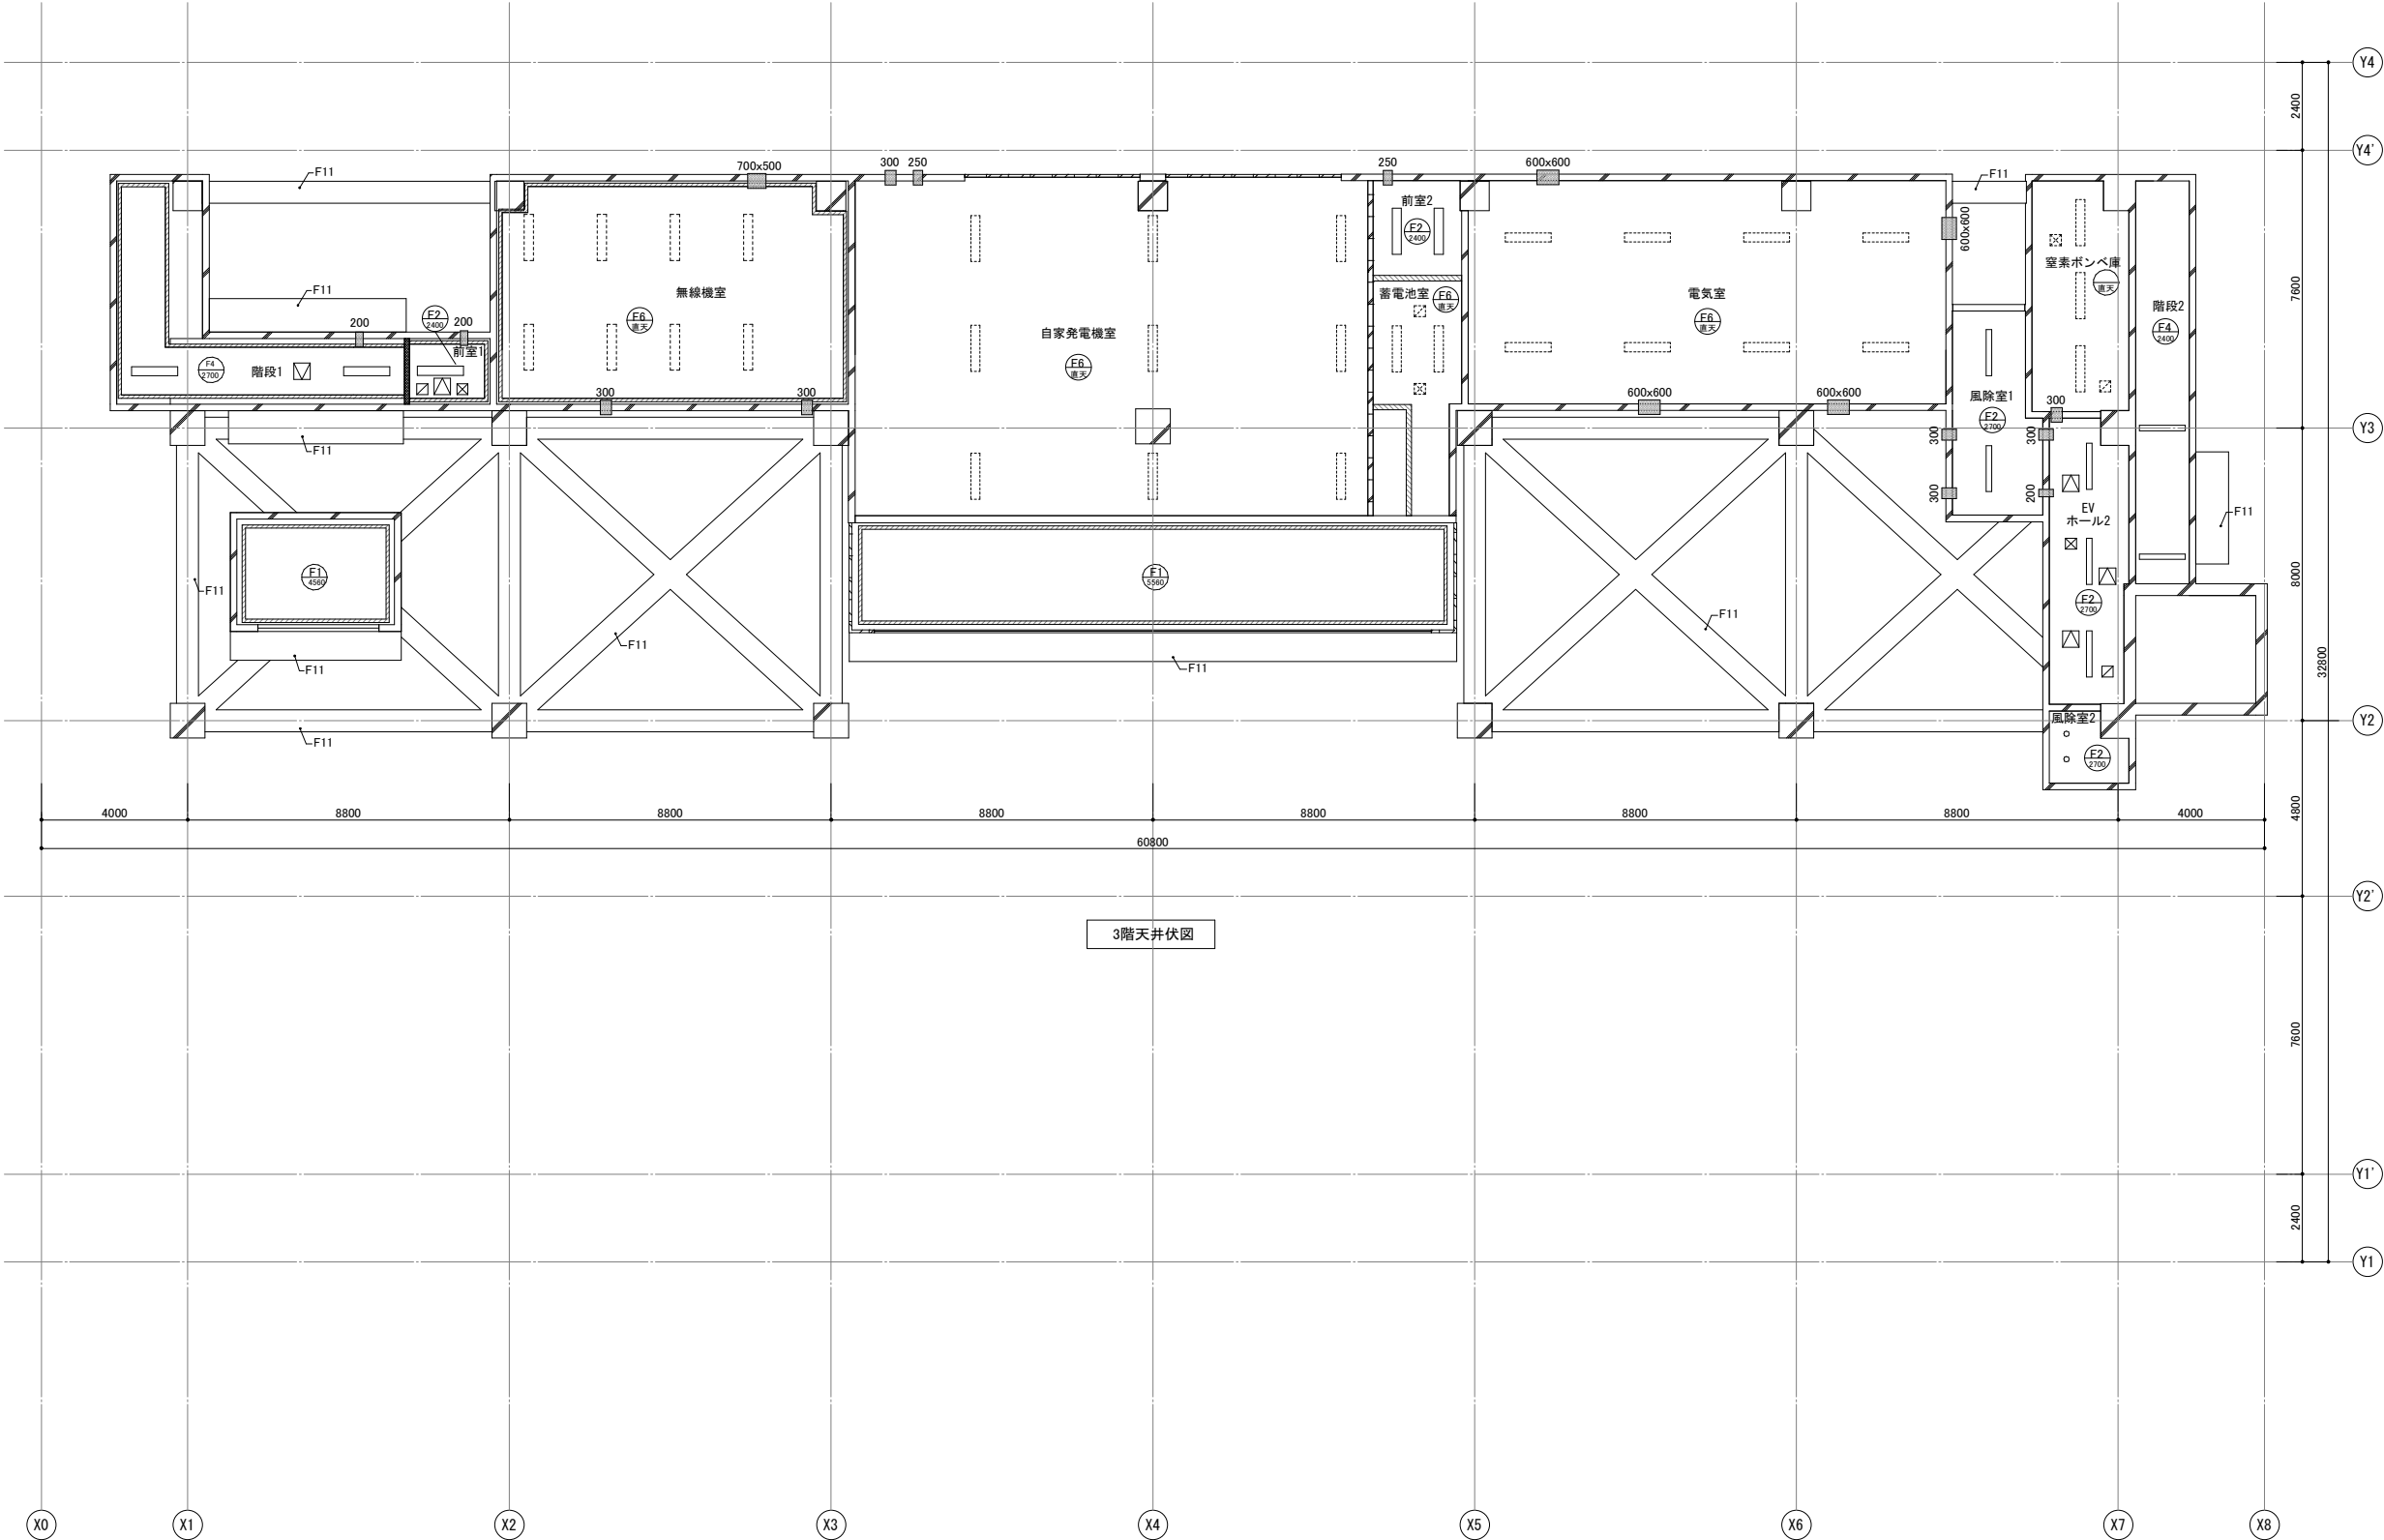 Y4
2400
Y4'
F11
700x500
300
250
250
600x600
F11
前室2
F2
2400
600x600
窒素ボンベ庫
直天
7600
F11
無線機室
蓄電池室
F6
直天
電気室
階段2
F6
直天
F6
直天
F4
2400
F2
2400
200
200
前室1
自家発電機室
F6
直天
F4
2700
階段1
300
300
600x600
600x600
風除室1
F2
2700
300
300
300
Y3
F11
300
200
EV
ホール2
F11
F1
4560
F1
5560
8000
F11
F2
2700
F11
F11
F11
F11
F11
32800
風除室2
Y2
F11
F2
2700
4000
8800
8800
8800
8800
8800
8800
4000
4800
60800
Y2'
3階天井伏図
7600
Y1'
2400
Y1
X0
X1
X2
X3
X4
X5
X6
X7
X8